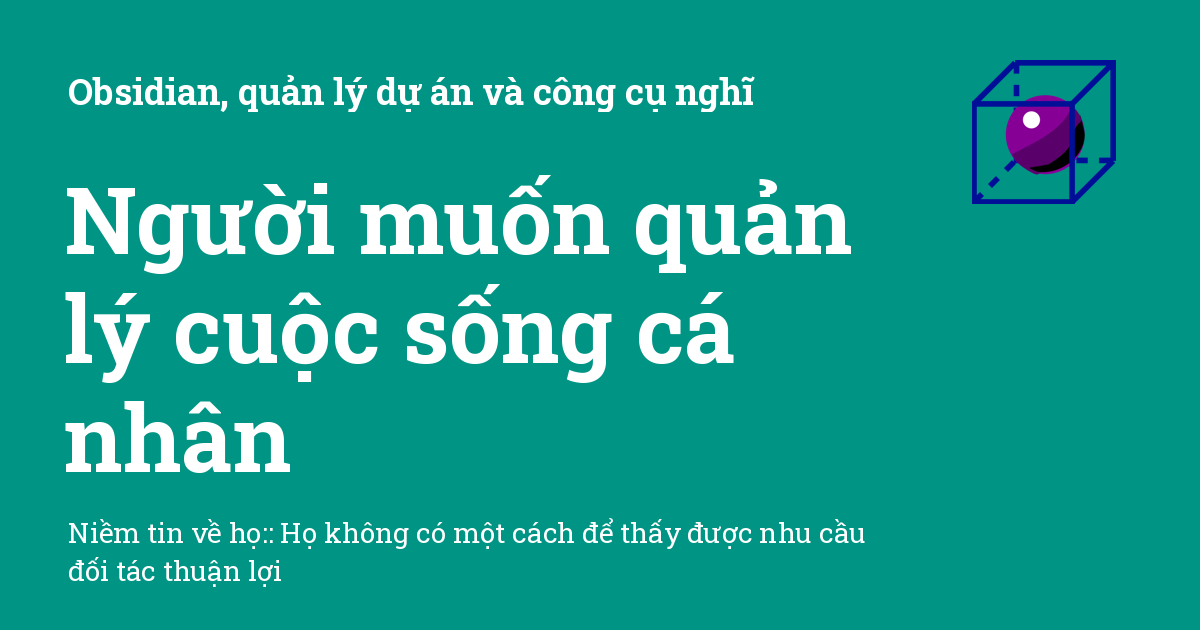 Obsidian, quản lý dự án và công cụ nghĩ
Người muốn quản
lý cuộc sống cá
nhân
Niềm tin về họ:: Họ không có một cách để thấy được nhu cầu
đối tác thuận lợi